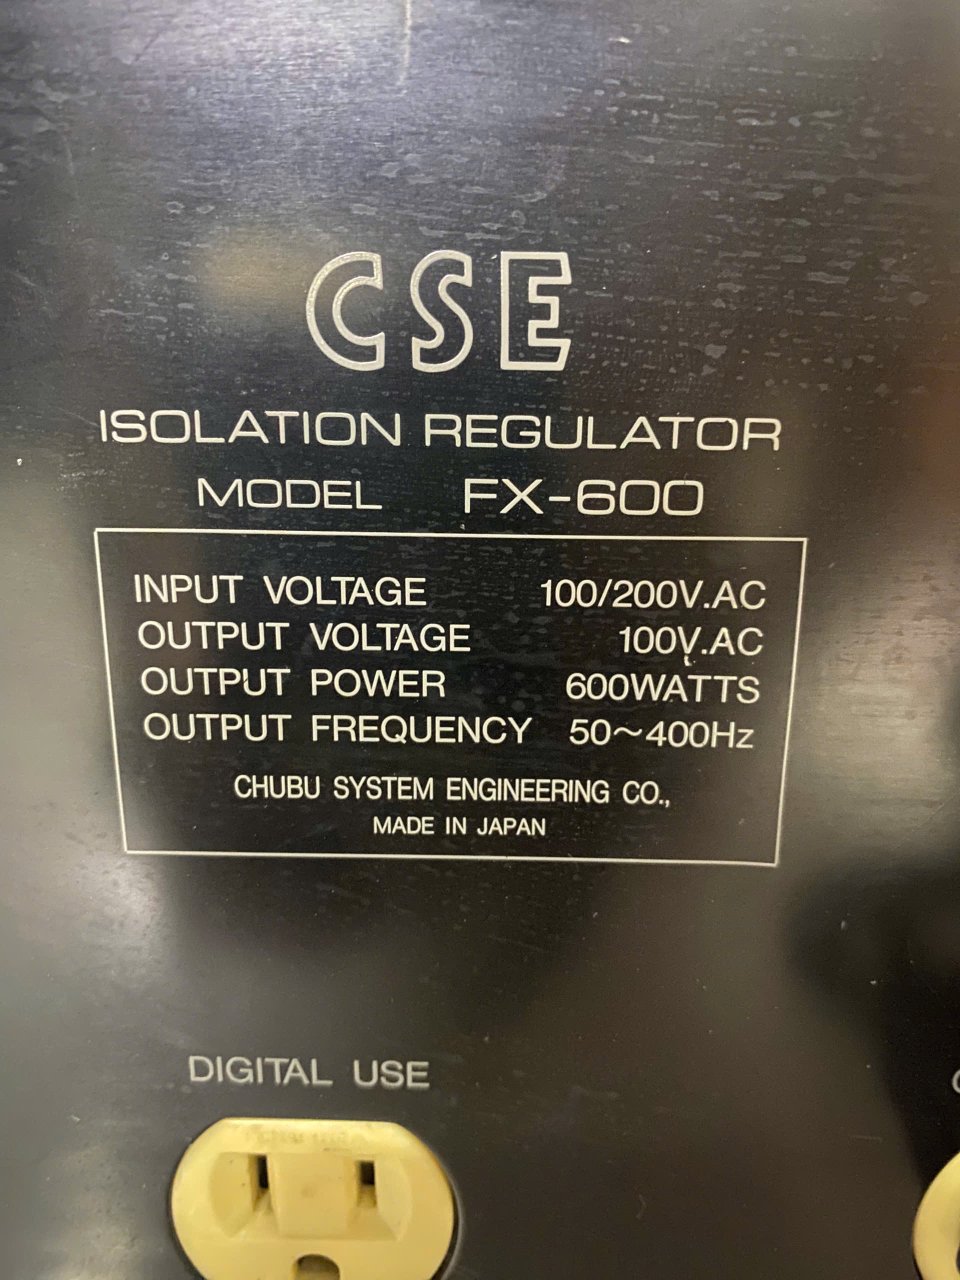 CSE
ISOLATION REGULATOR
MODEL FX-600
INPUT VOLTAGE 100/200V.AC
OUTPUT VOLTAGE 100V.AC
OUTPUT POWER 600WATTS
OUTPUT FREQUENCY 50~400Hz
CHUBU SYSTEM ENGINEERING CO.,
MADE IN JAPAN
DIGITAL USE